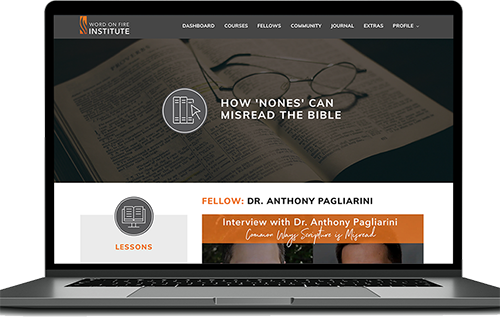 WORD ON FIRE
INSTITUTE
DASHBOARD COURSES FELLOWS COMMUNITY JOURNAL EXTRAS PROFILE
HOW 'NONES' CAN
MISREAD THE BIBLE
FELLOW: DR. ANTHONY PAGLIARINI
LESSONS
Interview with Dr. Anthony Pagliarini
Common Ways Scripture is Misread